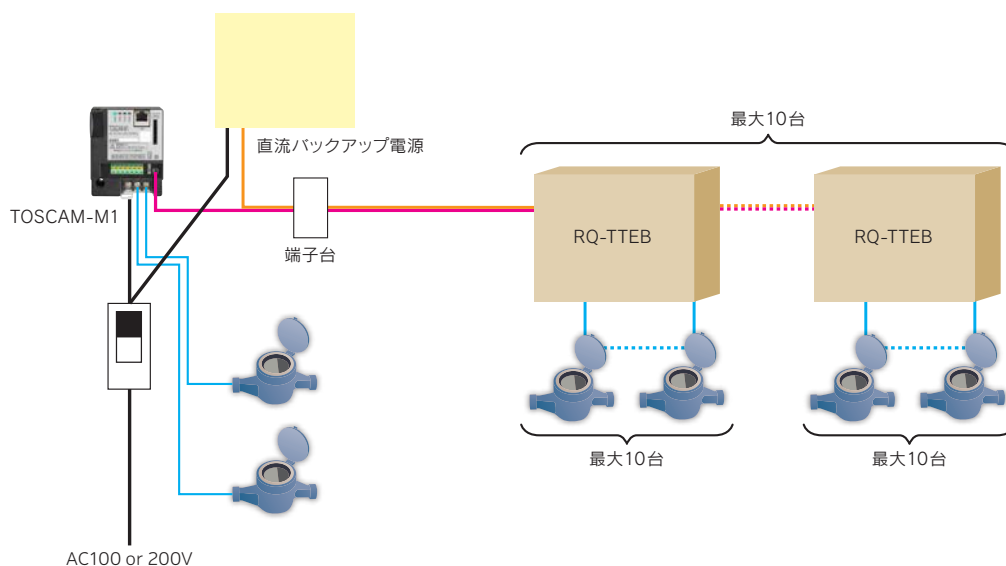 最大10台
直流バックアップ電源
TOSCAM-M1
端子台
RQ-TTEB
RQ-TTEB
最大10台
最大10台
AC100 or 200V